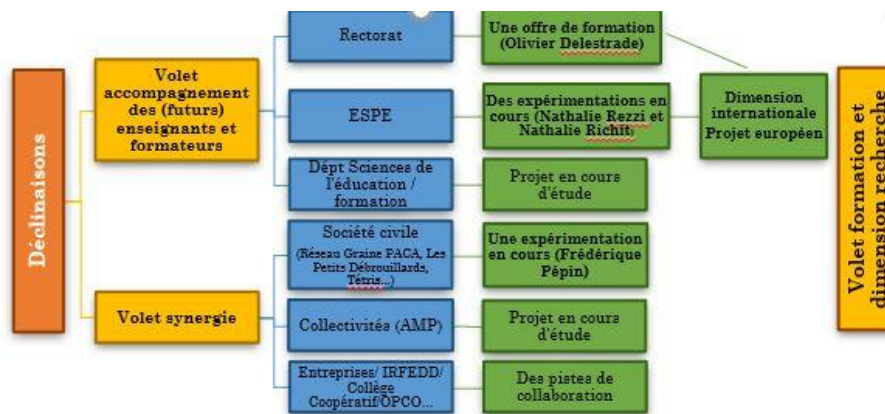 Déclinaisons
Volet
accompagnement
des (futurs)
enseignants et
formateurs
Volet synergie
Rectorat
ESPE
Dépt Sciences de
l'éducation /
formation
Société civile
(Réseau Graine PACA, Les
Petits Débrouillards,
Tétris...)
Collectivités (AMP)
Entreprises/ IRFEDD/
Collège
Coopératif/OPCO...
Une offre de formation
(Olivier Delestrade)
Des expérimentations en
cours (Nathalie Rezzi et
Nathalie Richit)
Projet en cours
d'étude
Une expérimentation
en cours (Frédérique
Pépin)
Projet en cours
d'étude
Des pistes de
collaboration
Dimension
internationale
Projet européen
Volet formation et
dimension recherche